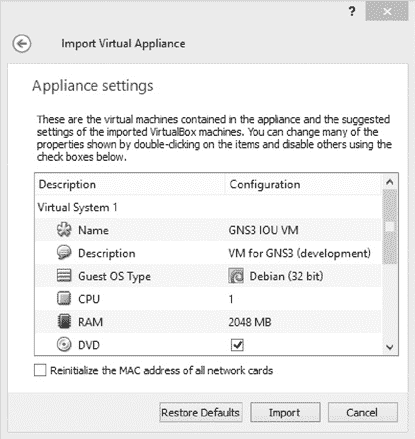 ?
Import Virtual Appliance
Appliance settings
These are the virtual machines contained in the appliance and the suggested
settings of the imported VirtualBox machines. You can change many of the
properties shown by double-clicking on the items and disable others using the
check boxes below.
Description Configuration
Virtual System 1
Name GNS3 IOU VM
Description VM for GNS3 (development)
Guest OS Type Debian (32 bit)
CPU 1
RAM 2048 MB
DVD
Reinitialize the MAC address of all network cards
Restore Defaults Import Cancel